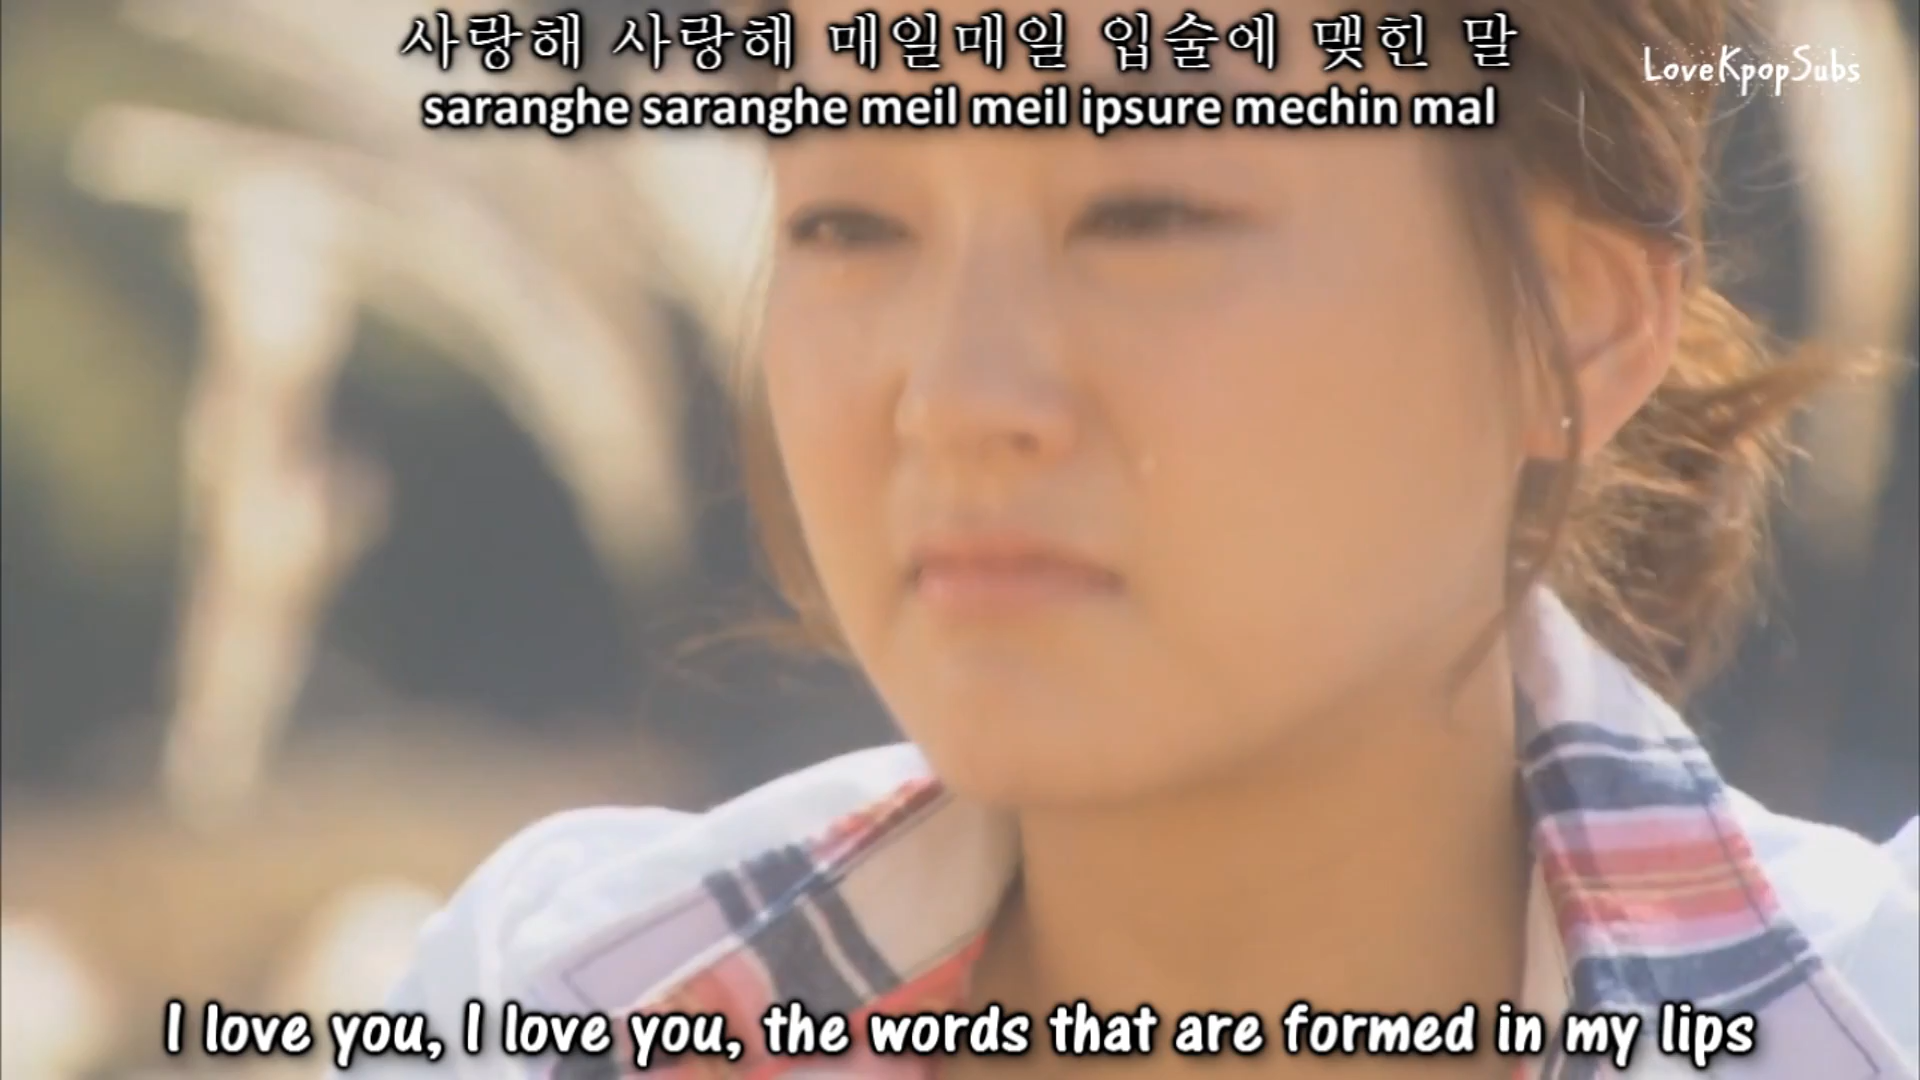 사랑해 사랑해 매일매일 입술에 맺힌 말
LoveKpopSubs
saranghe saranghe meil meil ipsure mechin mal
I love you, I love you, the words that are formed in my lips